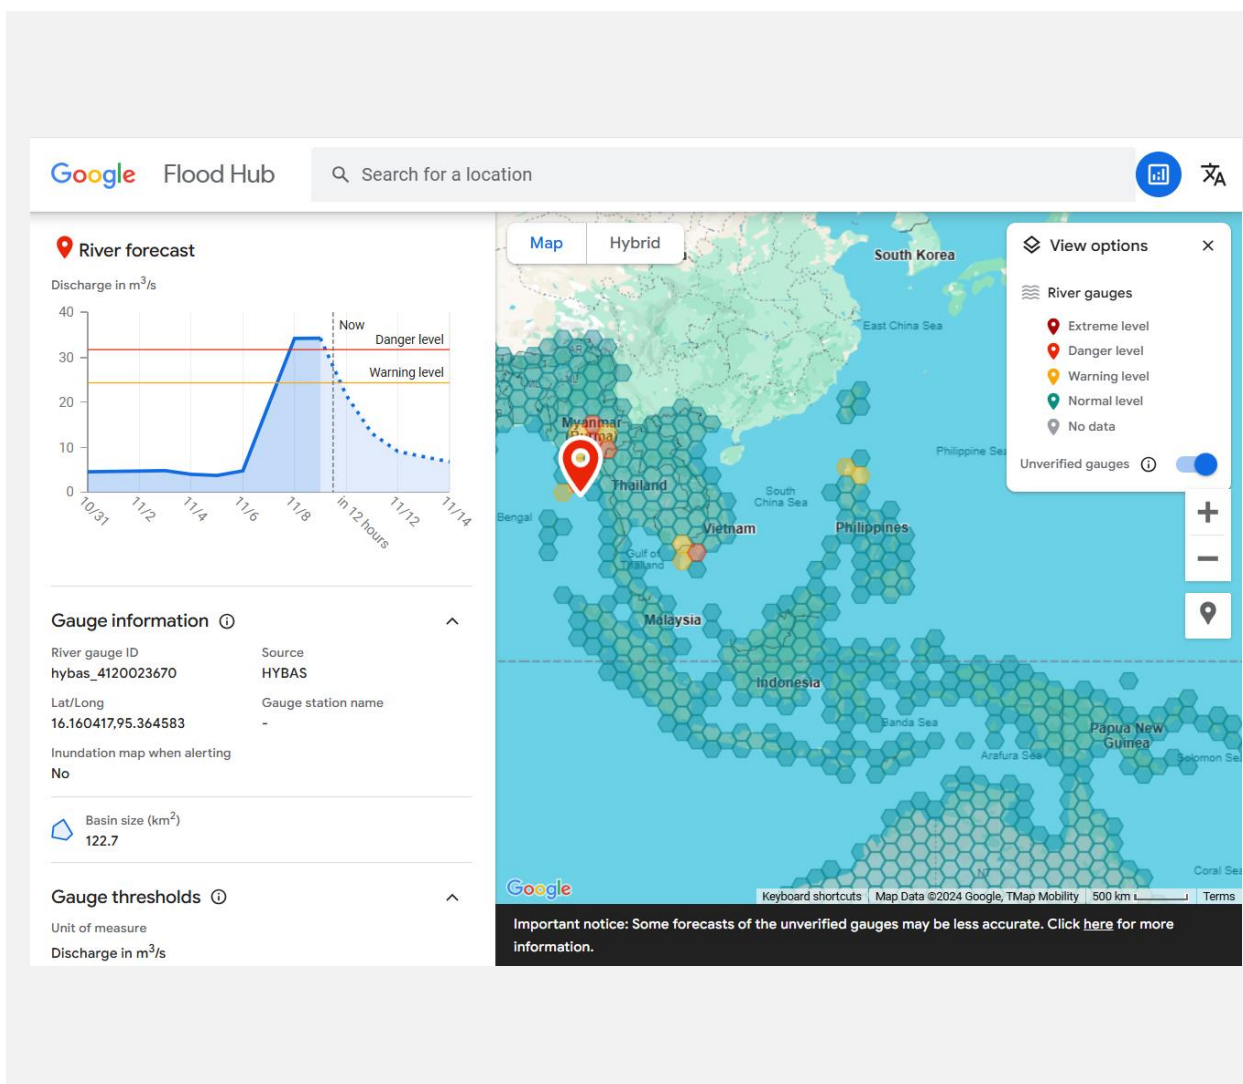 Google Flood Hub
Search for a location
River forecast
Discharge in m³/s
40
30
20
10
0
Now
Danger level
Warning level
10/31
11/2
11/4
11/6
11/8
in 12 hours
11/12
11/14
Gauge information
River gauge ID
hybas_4120023670
Source
HYBAS
Lat/Long
16.160417,95.364583
Gauge station name
-
Inundation map when alerting
No
Basin size (km²)
122.7
Gauge thresholds
Unit of measure
Discharge in m³/s
Map
Hybrid
South Korea
East China Sea
Philippine Sea
Myanmar
Thailand
South
China Sea
Bengal
Vietnam
Philippines
Gulf of
Thailand
Malaysia
Indonesia
Banda Sea
Papua New
Guinea
Arafura Sea
Solomon Sea
Coral Sea
View options
River gauges
Extreme level
Danger level
Warning level
Normal level
No data
Unverified gauges
Google
Keyboard shortcuts
Map Data ©2024 Google, TMap Mobility
500 km
Terms
Important notice: Some forecasts of the unverified gauges may be less accurate. Click here for more
information.